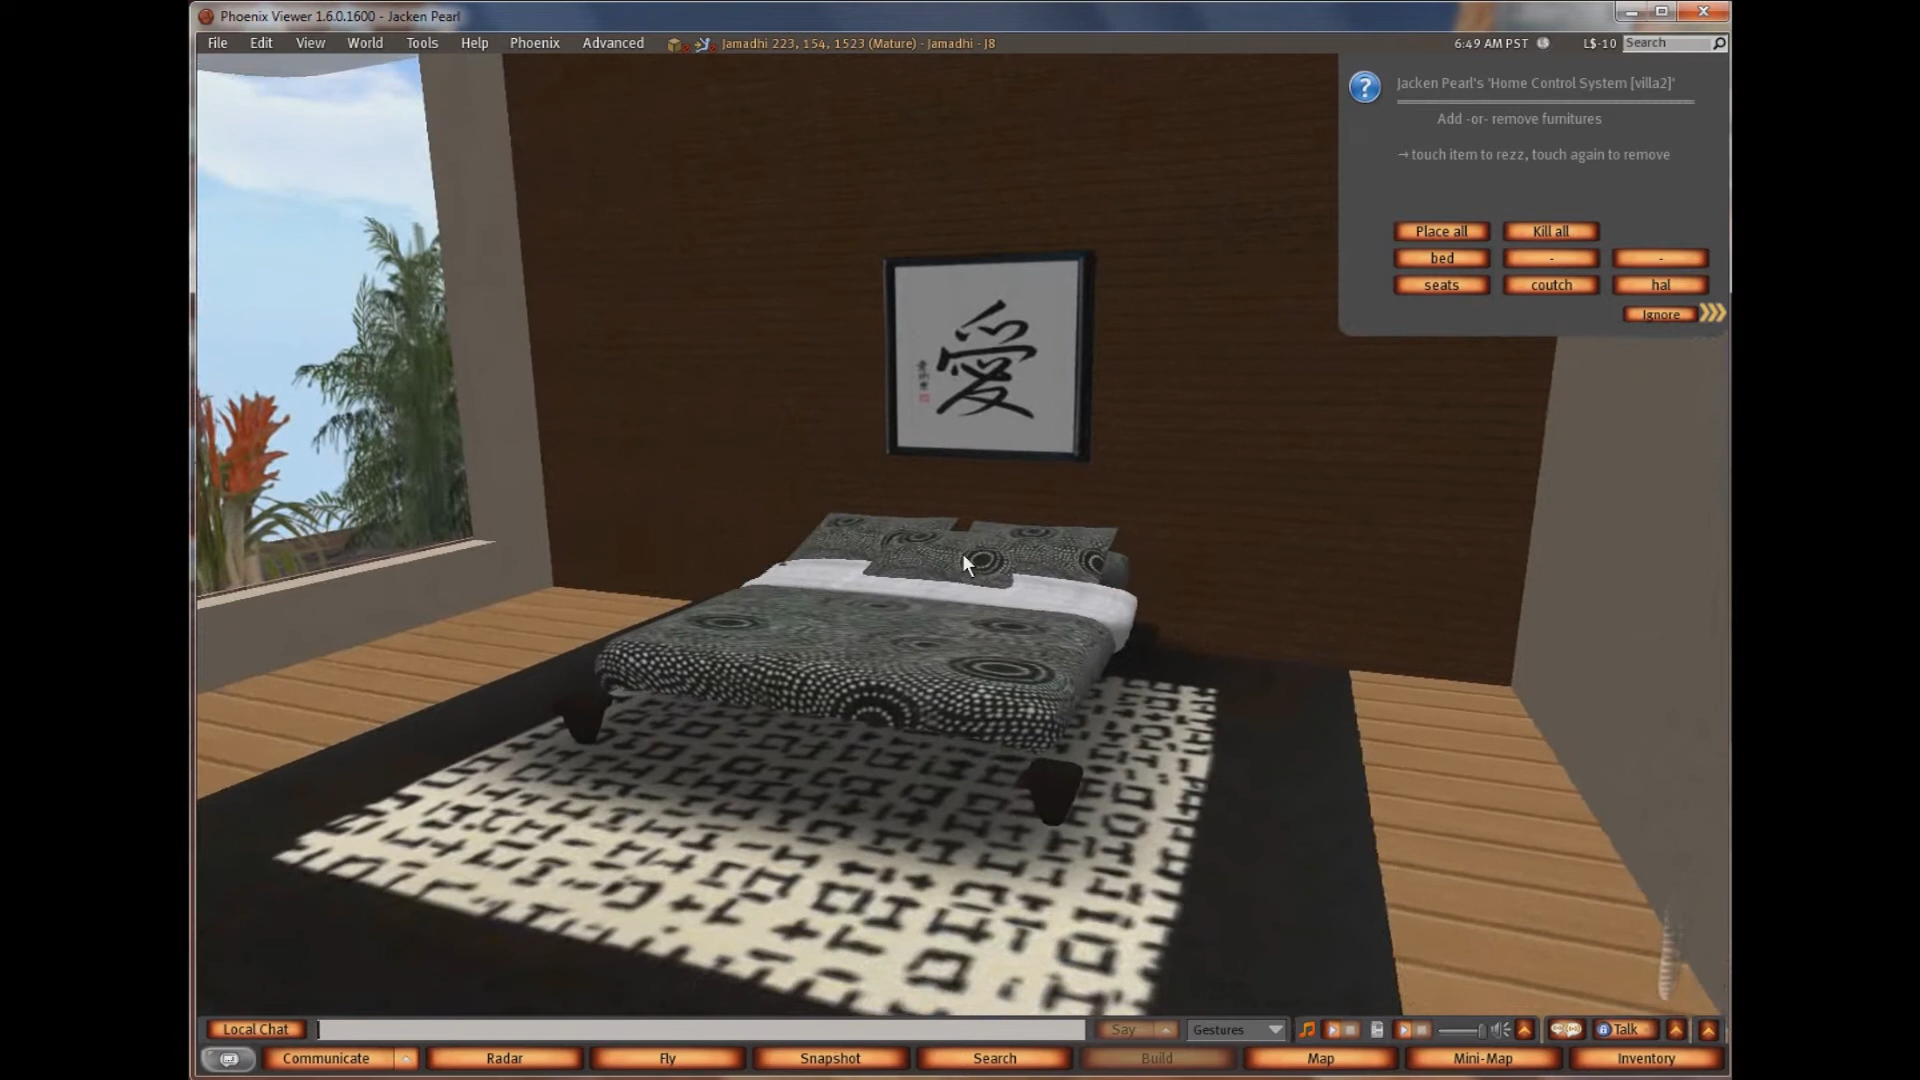 Phoenix Viewer 1.6.0.1600 - Jacken Pearl
File Edit View World Tools Help Phoenix Advanced Jamadhi 223, 154, 1523 (Mature) - Jamadhi - J8 6:49 AM PST L$-10 Search
Jacken Pearl's 'Home Control System [villa2]'
Add -or- remove furnitures
→ touch item to rezz, touch again to remove
Place all Kill all
bed - -
seats coutch hal
Ignore
愛
Local Chat Say Gestures Talk
Communicate Radar Fly Snapshot Search Build Map Mini-Map Inventory